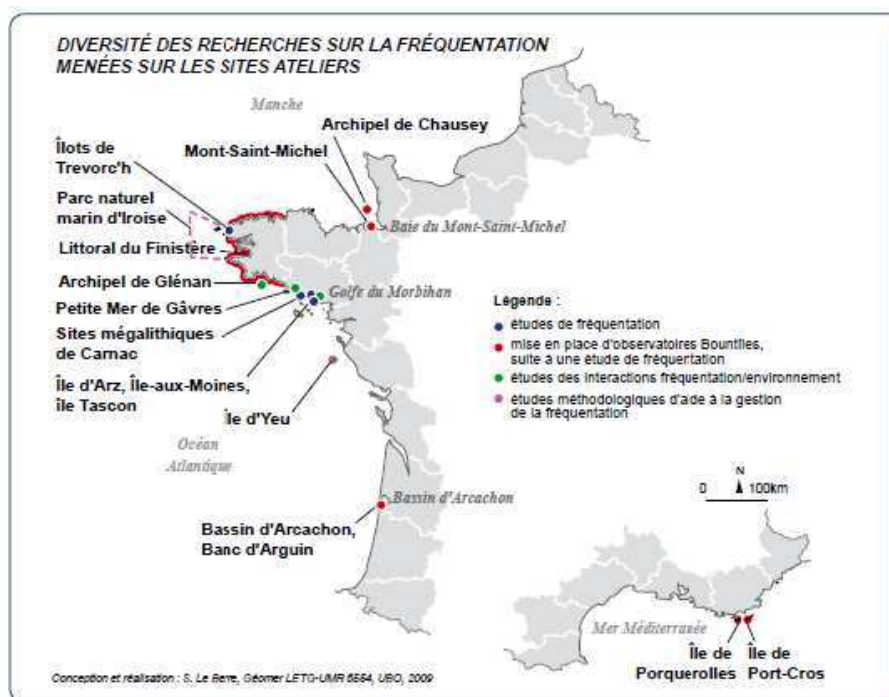 DIVERSITÉ DES RECHERCHES SUR LA FRÉQUENTATION
MENÉES SUR LES SITES ATELIERS
Manche
Archipel de Chausey
Îlots de
Trevorc'h
Mont-Saint-Michel
Parc naturel
marin d'Iroise
Baie du Mont-Saint-Michel
Littoral du Finistère
Archipel de Glénan
Golfe du Morbihan
Petite Mer de Gâvres
Sites mégalithiques
de Carnac
Île d'Arz, Île-aux-Moines,
île Tascon
Île d'Yeu
Océan
Atlantique
Légende :
études de fréquentation
mise en place d'observatoires Bountiles,
suite à une étude de fréquentation
études des interactions fréquentation/environnement
études méthodologiques d'aide à la gestion
de la fréquentation
N
0 100km
Bassin d'Arcachon
Bassin d'Arcachon,
Banc d'Arguin
Mer Méditerranée
Île de
Porquerolles
Île de
Port-Cros
Conception et réalisation : S. Le Berre, Géomer LETG-UMR 6554, UBO, 2009